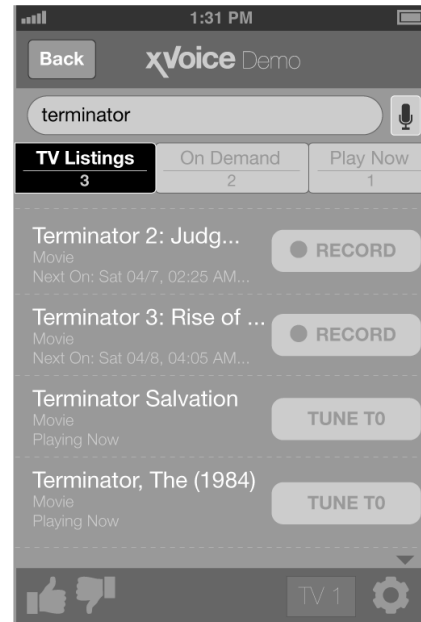 1:31 PM
Back
xVoice Demo
terminator
TV Listings
3
On Demand
2
Play Now
1
Terminator 2: Judg...
Movie
Next On: Sat 04/7, 02:25 AM...
RECORD
Terminator 3: Rise of ...
Movie
Next On: Sat 04/8, 04:05 AM...
RECORD
Terminator Salvation
Movie
Playing Now
TUNE T0
Terminator, The (1984)
Movie
Playing Now
TUNE T0
TV 1